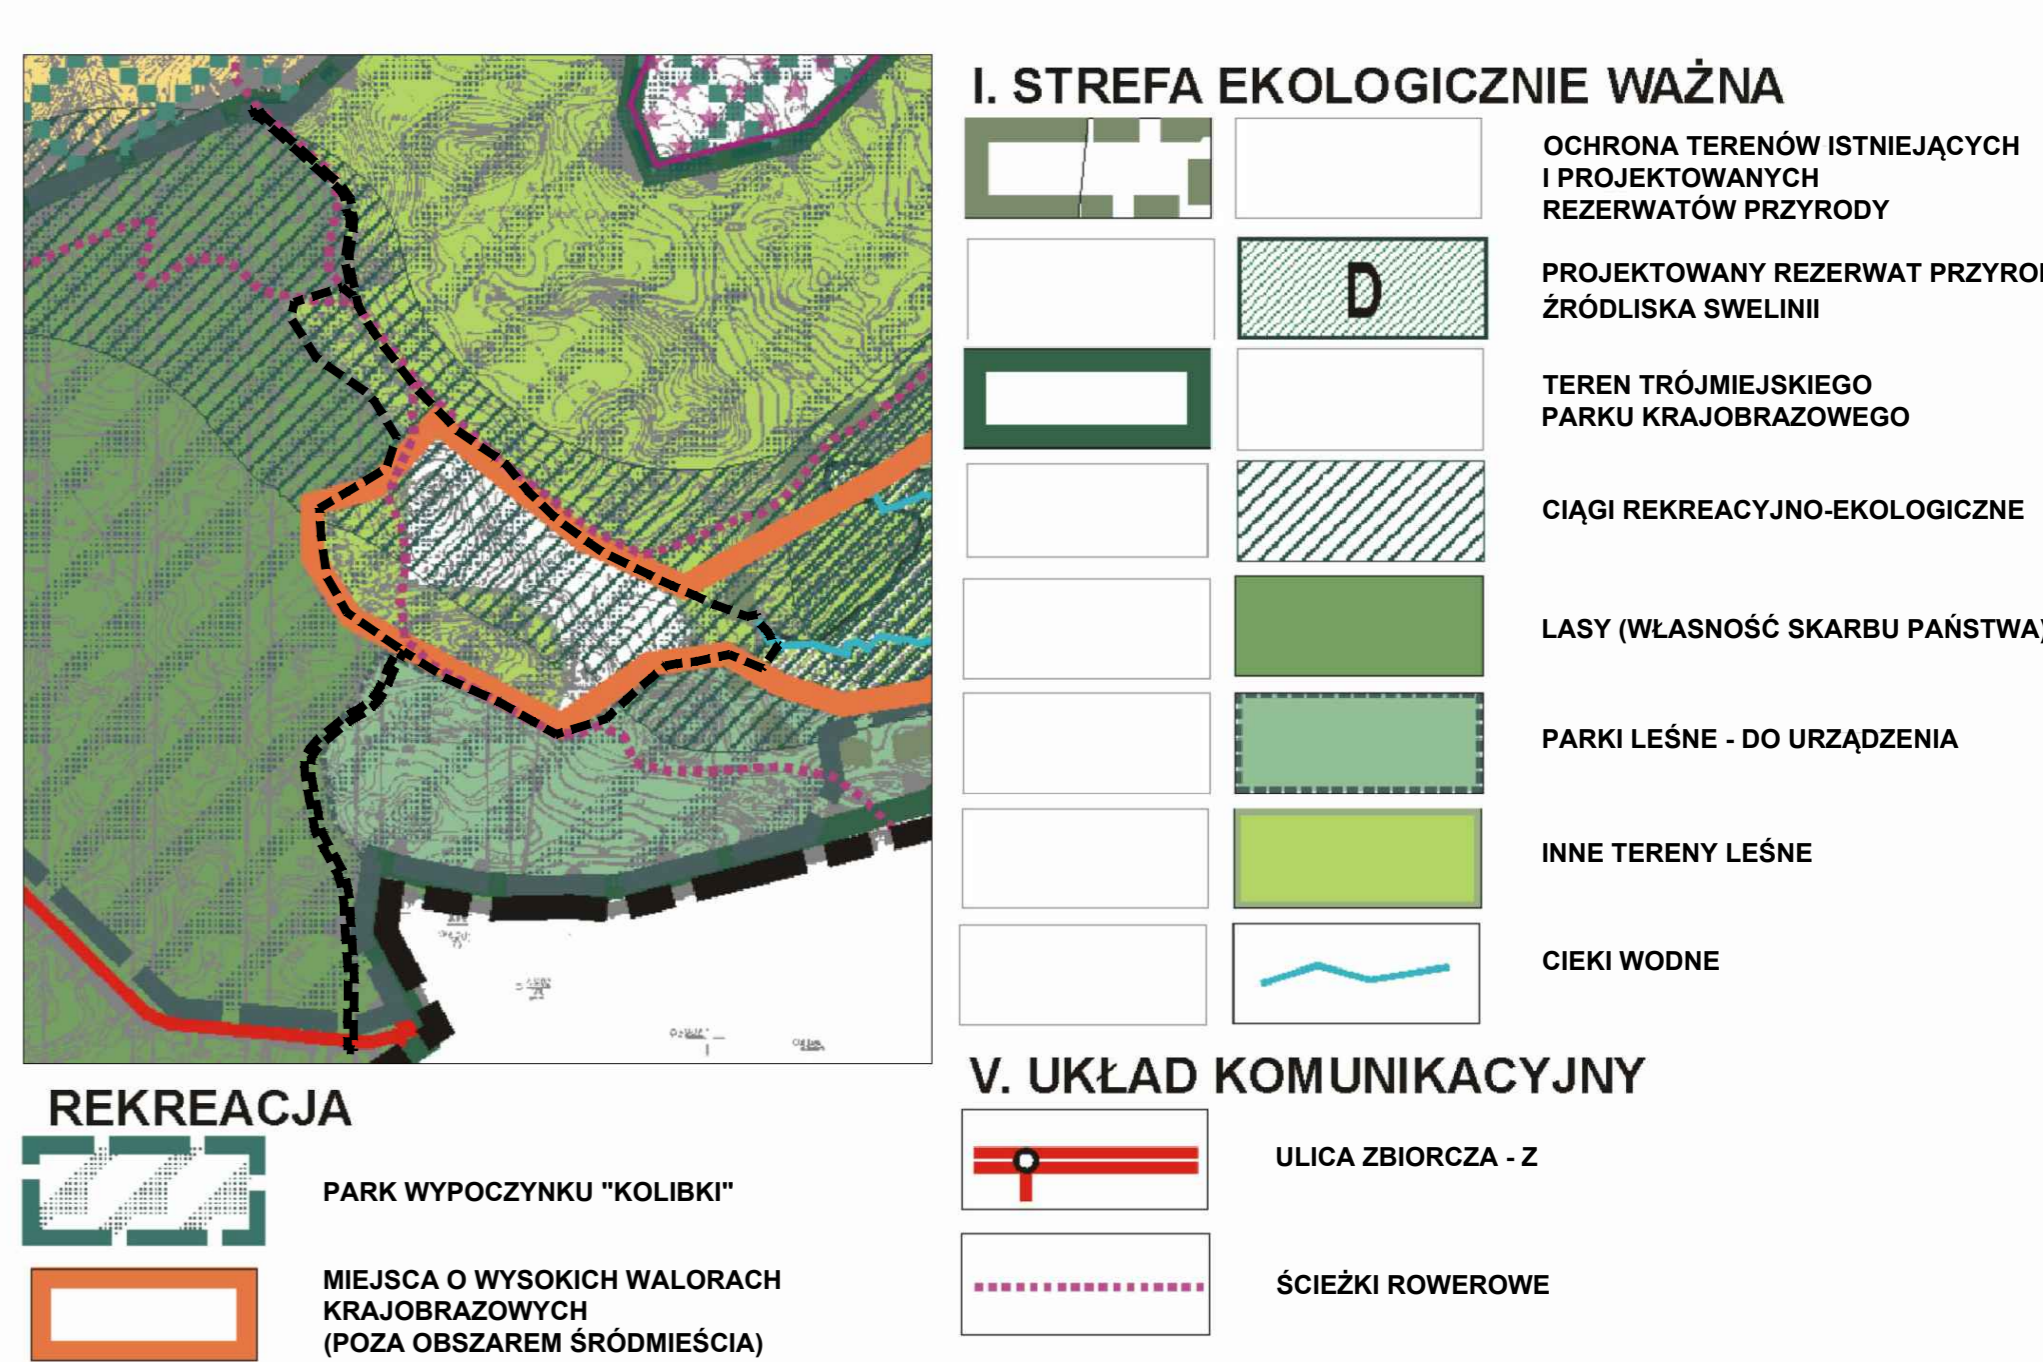 I. STREFA EKOLOGICZNIE WAŻNA
OCHRONA TERENÓW ISTNIEJĄCYCH
I PROJEKTOWANYCH
REZERWATÓW PRZYRODY
D
PROJEKTOWANY REZERWAT PRZYROD
ŹRÓDLISKA SWELINII
TEREN TRÓJMIEJSKIEGO
PARKU KRAJOBRAZOWEGO
CIĄGI REKREACYJNO-EKOLOGICZNE
LASY (WŁASNOŚĆ SKARBU PAŃSTWA)
PARKI LEŚNE - DO URZĄDZENIA
INNE TERENY LEŚNE
CIEKI WODNE
V. UKŁAD KOMUNIKACYJNY
ULICA ZBIORCZA - Z
ŚCIEŻKI ROWEROWE
REKREACJA
PARK WYPOCZYNKU "KOLIBKI"
MIEJSCA O WYSOKICH WALORACH
KRAJOBRAZOWYCH
(POZA OBSZAREM ŚRÓDMIEŚCIA)